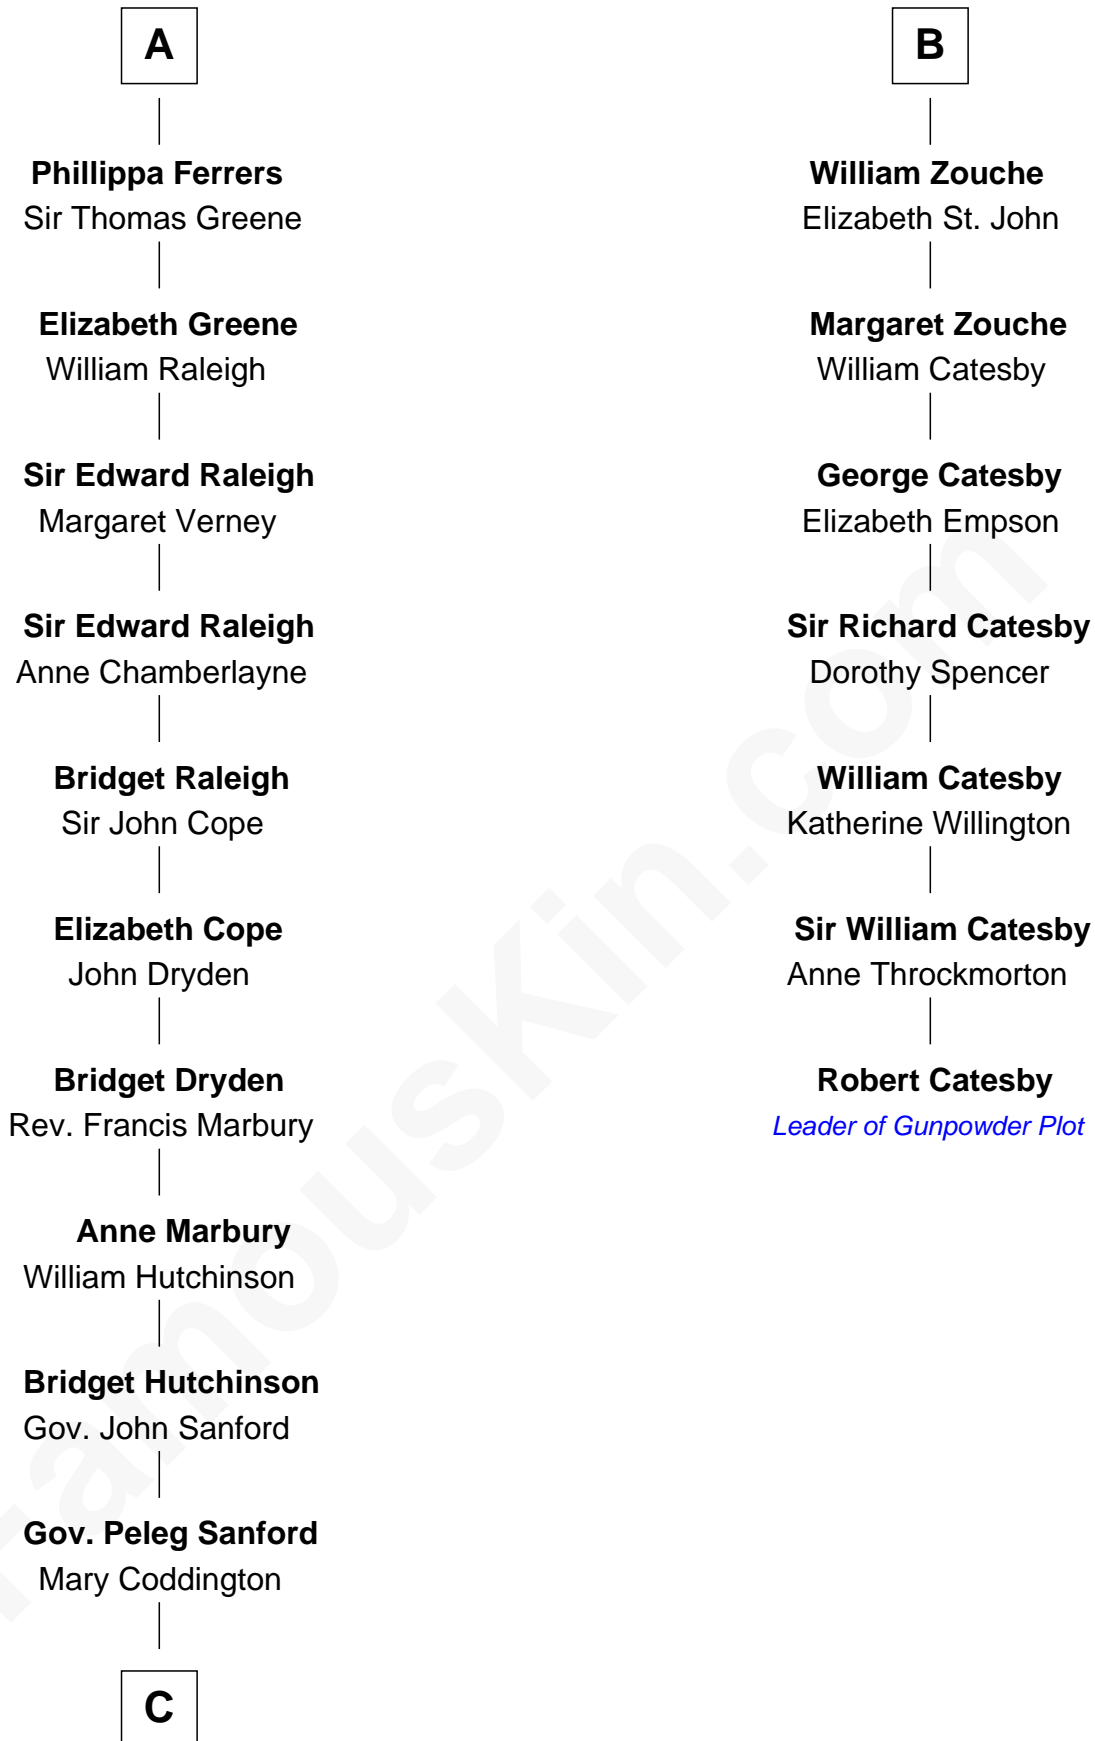 A
Phillippa Ferrers
Sir Thomas Greene
Elizabeth Greene
William Raleigh
Sir Edward Raleigh
Margaret Verney
Sir Edward Raleigh
Anne Chamberlayne
Bridget Raleigh
Sir John Cope
Elizabeth Cope
John Dryden
Bridget Dryden
Rev. Francis Marbury
Anne Marbury
William Hutchinson
Bridget Hutchinson
Gov. John Sanford
Gov. Peleg Sanford
Mary Coddington
C
B
William Zouche
Elizabeth St. John
Margaret Zouche
William Catesby
George Catesby
Elizabeth Empson
Sir Richard Catesby
Dorothy Spencer
William Catesby
Katherine Willington
Sir William Catesby
Anne Throckmorton
Robert Catesby
Leader of Gunpowder Plot
FamousKin.com